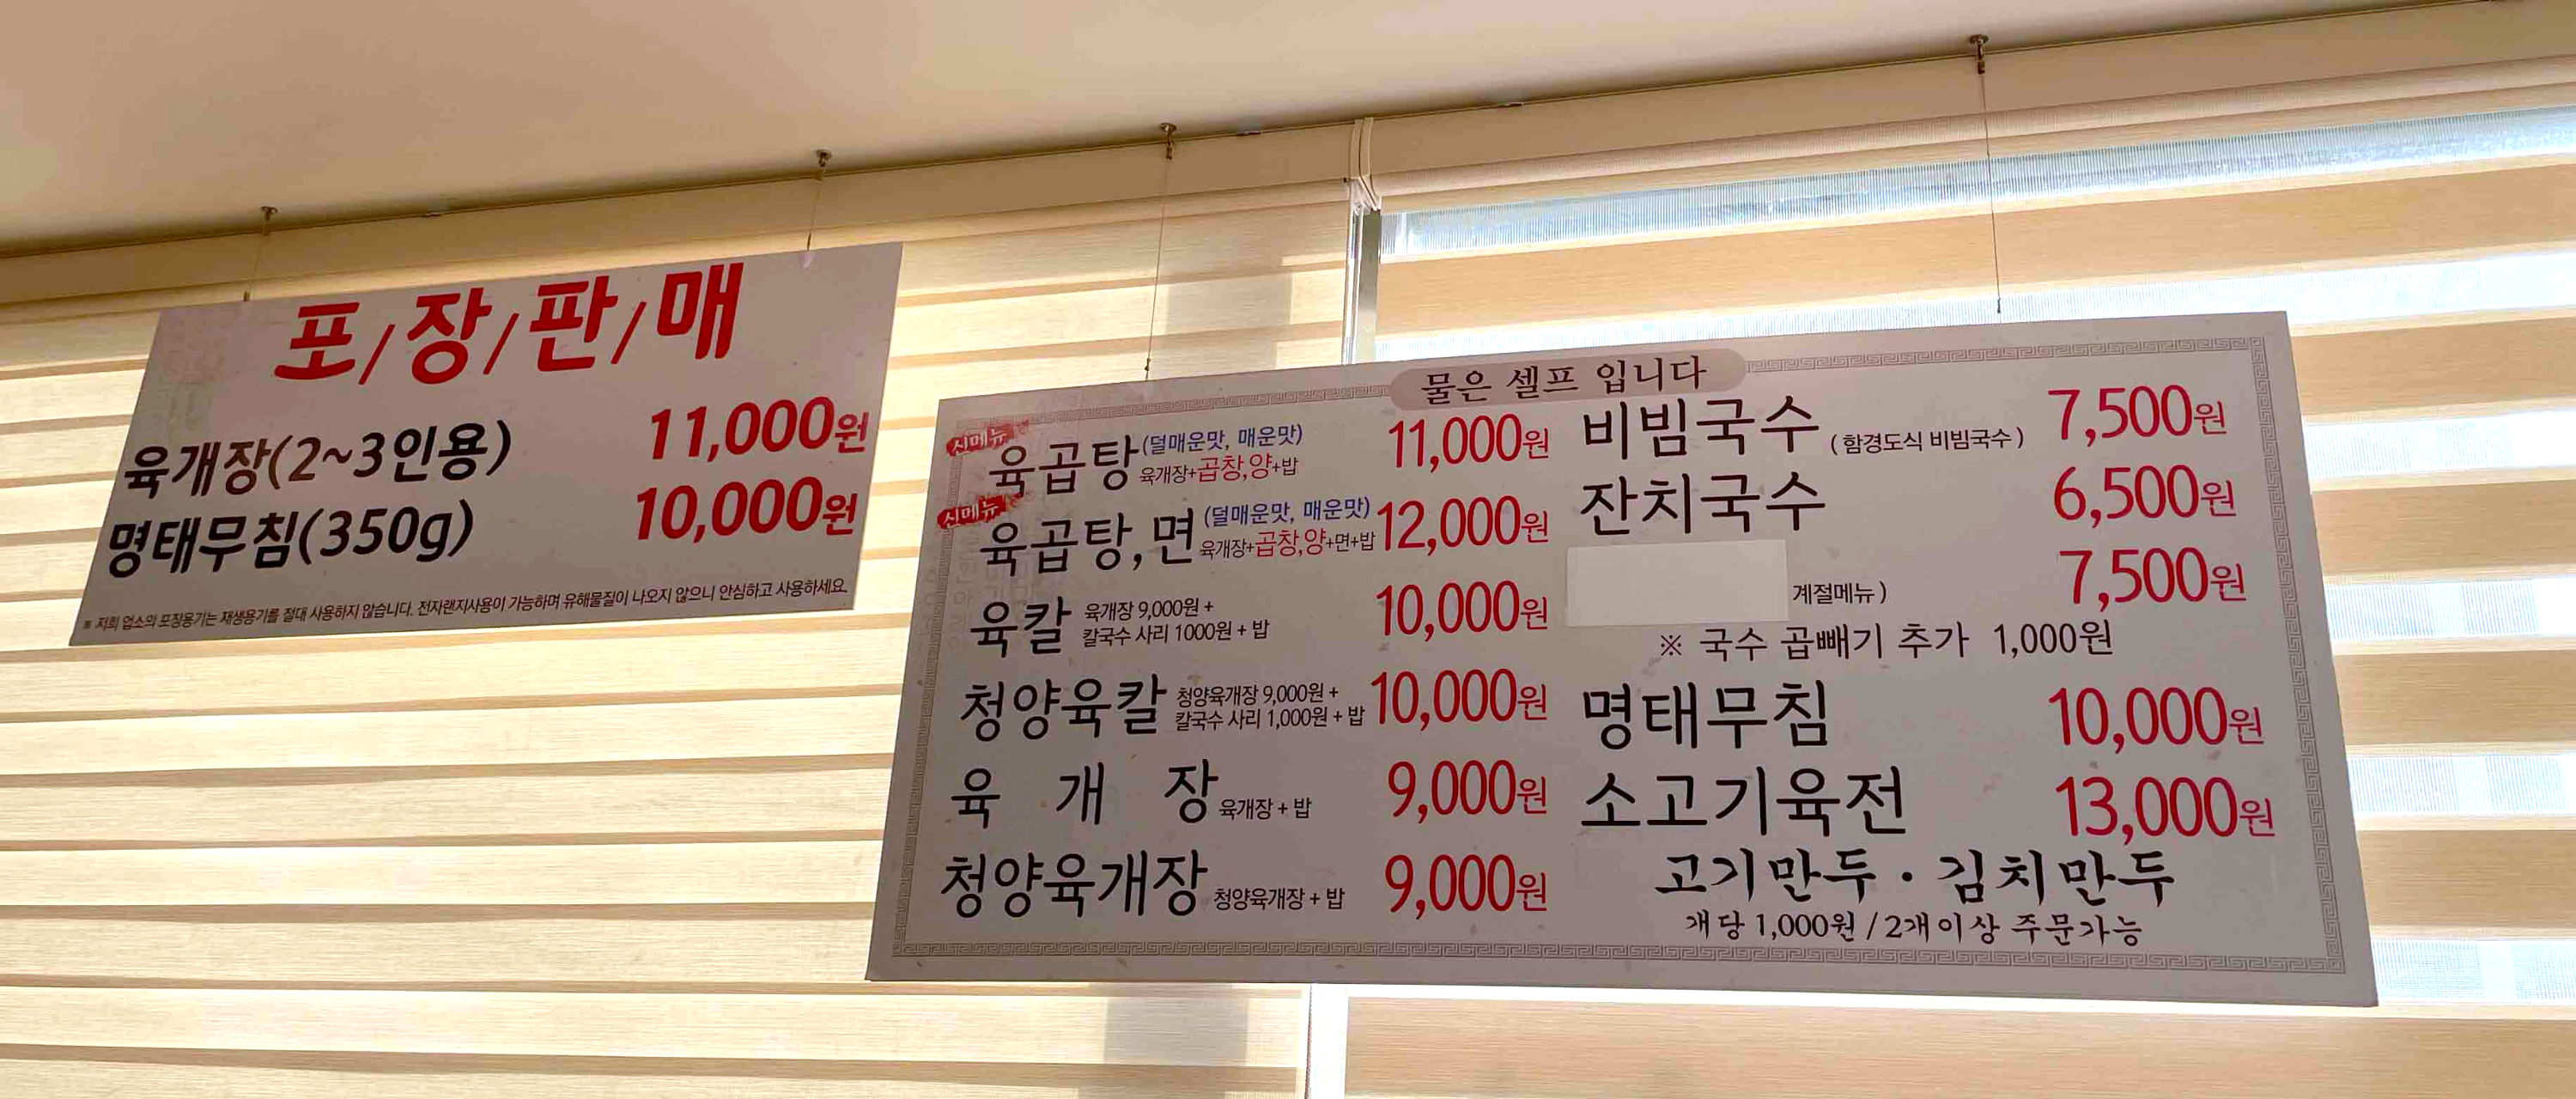 포/장/판/매
육개장(2~3인용) 11,000원
명태무침(350g) 10,000원
※ 저희 업소의 포장용기는 재생용기를 절대 사용하지 않습니다. 전자랜지사용이 가능하며 유해물질이 나오지 않으니 안심하고 사용하세요.
물은 셀프 입니다
신메뉴
육곱탕 (덜매운맛, 매운맛) 11,000원
육개장+곱창,양+밥
신메뉴
육곱탕,면 (덜매운맛, 매운맛) 12,000원
육개장+곱창,양+면+밥
육칼 육개장 9,000원 + 10,000원
칼국수 사리 1000원 + 밥
청양육칼 청양육개장 9,000원 + 10,000원
칼국수 사리 1,000원 + 밥
육 개 장 육개장 + 밥 9,000원
청양육개장 청양육개장 + 밥 9,000원
비빔국수 ( 함경도식 비빔국수 ) 7,500원
잔치국수 6,500원
계절메뉴 ) 7,500원
※ 국수 곱빼기 추가 1,000원
명태무침 10,000원
소고기육전 13,000원
고기만두 · 김치만두
개당 1,000원 / 2개 이상 주문가능